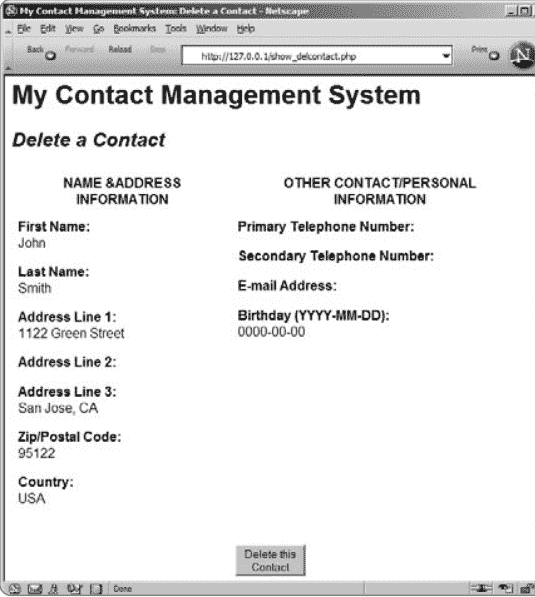 My Contact Management System: Delete a Contact - Netscape
File Edit View Go Bookmarks Tools Window Help
Back Forward Reload Stop http://127.0.0.1/show_delcontact.php Print N
My Contact Management System
Delete a Contact
NAME &ADDRESS
INFORMATION
First Name:
John
Last Name:
Smith
Address Line 1:
1122 Green Street
Address Line 2:
Address Line 3:
San Jose, CA
Zip/Postal Code:
95122
Country:
USA
OTHER CONTACT/PERSONAL
INFORMATION
Primary Telephone Number:
Secondary Telephone Number:
E-mail Address:
Birthday (YYYY-MM-DD):
0000-00-00
Delete this
Contact
Done